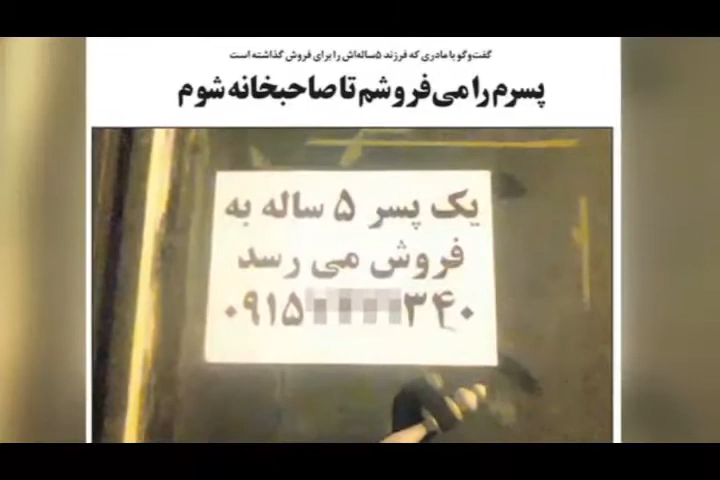 گفت‌وگو با مادری که فرزند ۵ساله‌اش را برای فروش گذاشته است
پسرم را می‌فروشم تا صاحبخانه شوم
یک پسر ۵ ساله به
فروش می رسد
۰۹۱۵ ۳۴۰